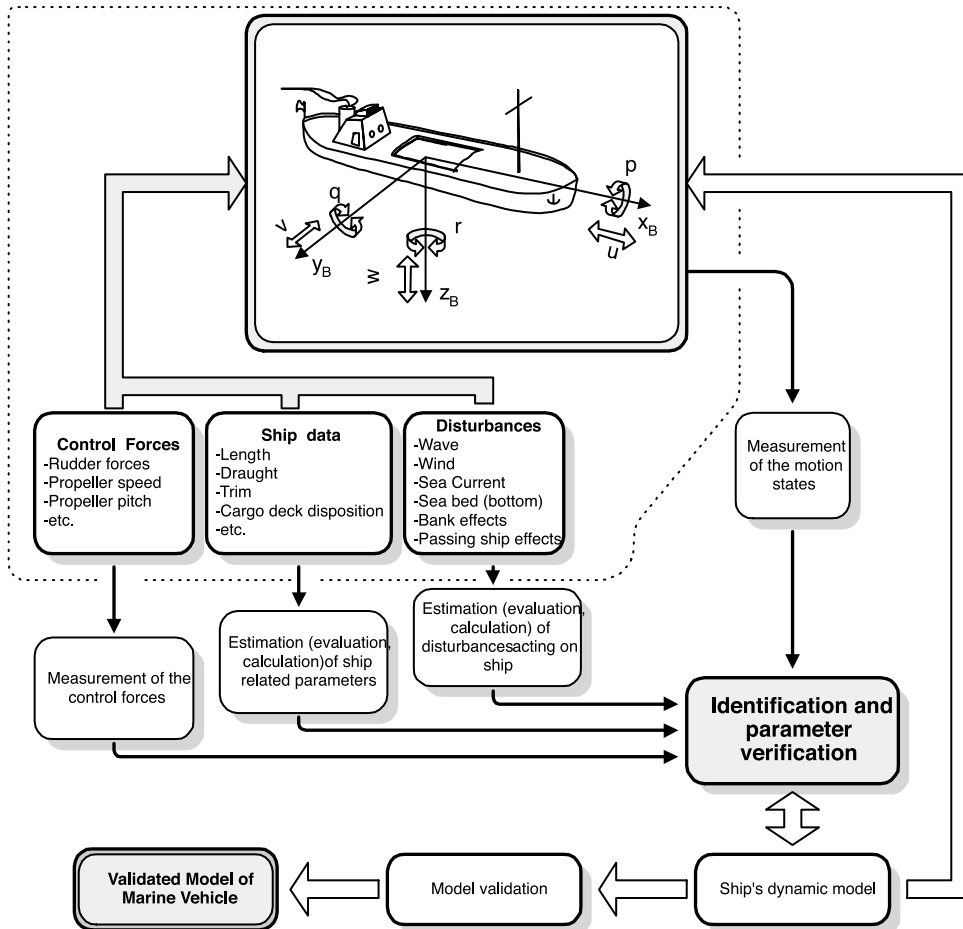 p
q
x_B
v
r
u
y_B
w
z_B
Control Forces
-Rudder forces
-Propeller speed
-Propeller pitch
-etc.
Ship data
-Length
-Draught
-Trim
-Cargo deck disposition
-etc.
Disturbances
-Wave
-Wind
-Sea Current
-Sea bed (bottom)
-Bank effects
-Passing ship effects
Measurement
of the motion
states
Measurement of the
control forces
Estimation (evaluation,
calculation)of ship
related parameters
Estimation (evaluation,
calculation) of
disturbancesacting on
ship
Identification and
parameter
verification
Validated Model of
Marine Vehicle
Model validation
Ship's dynamic model